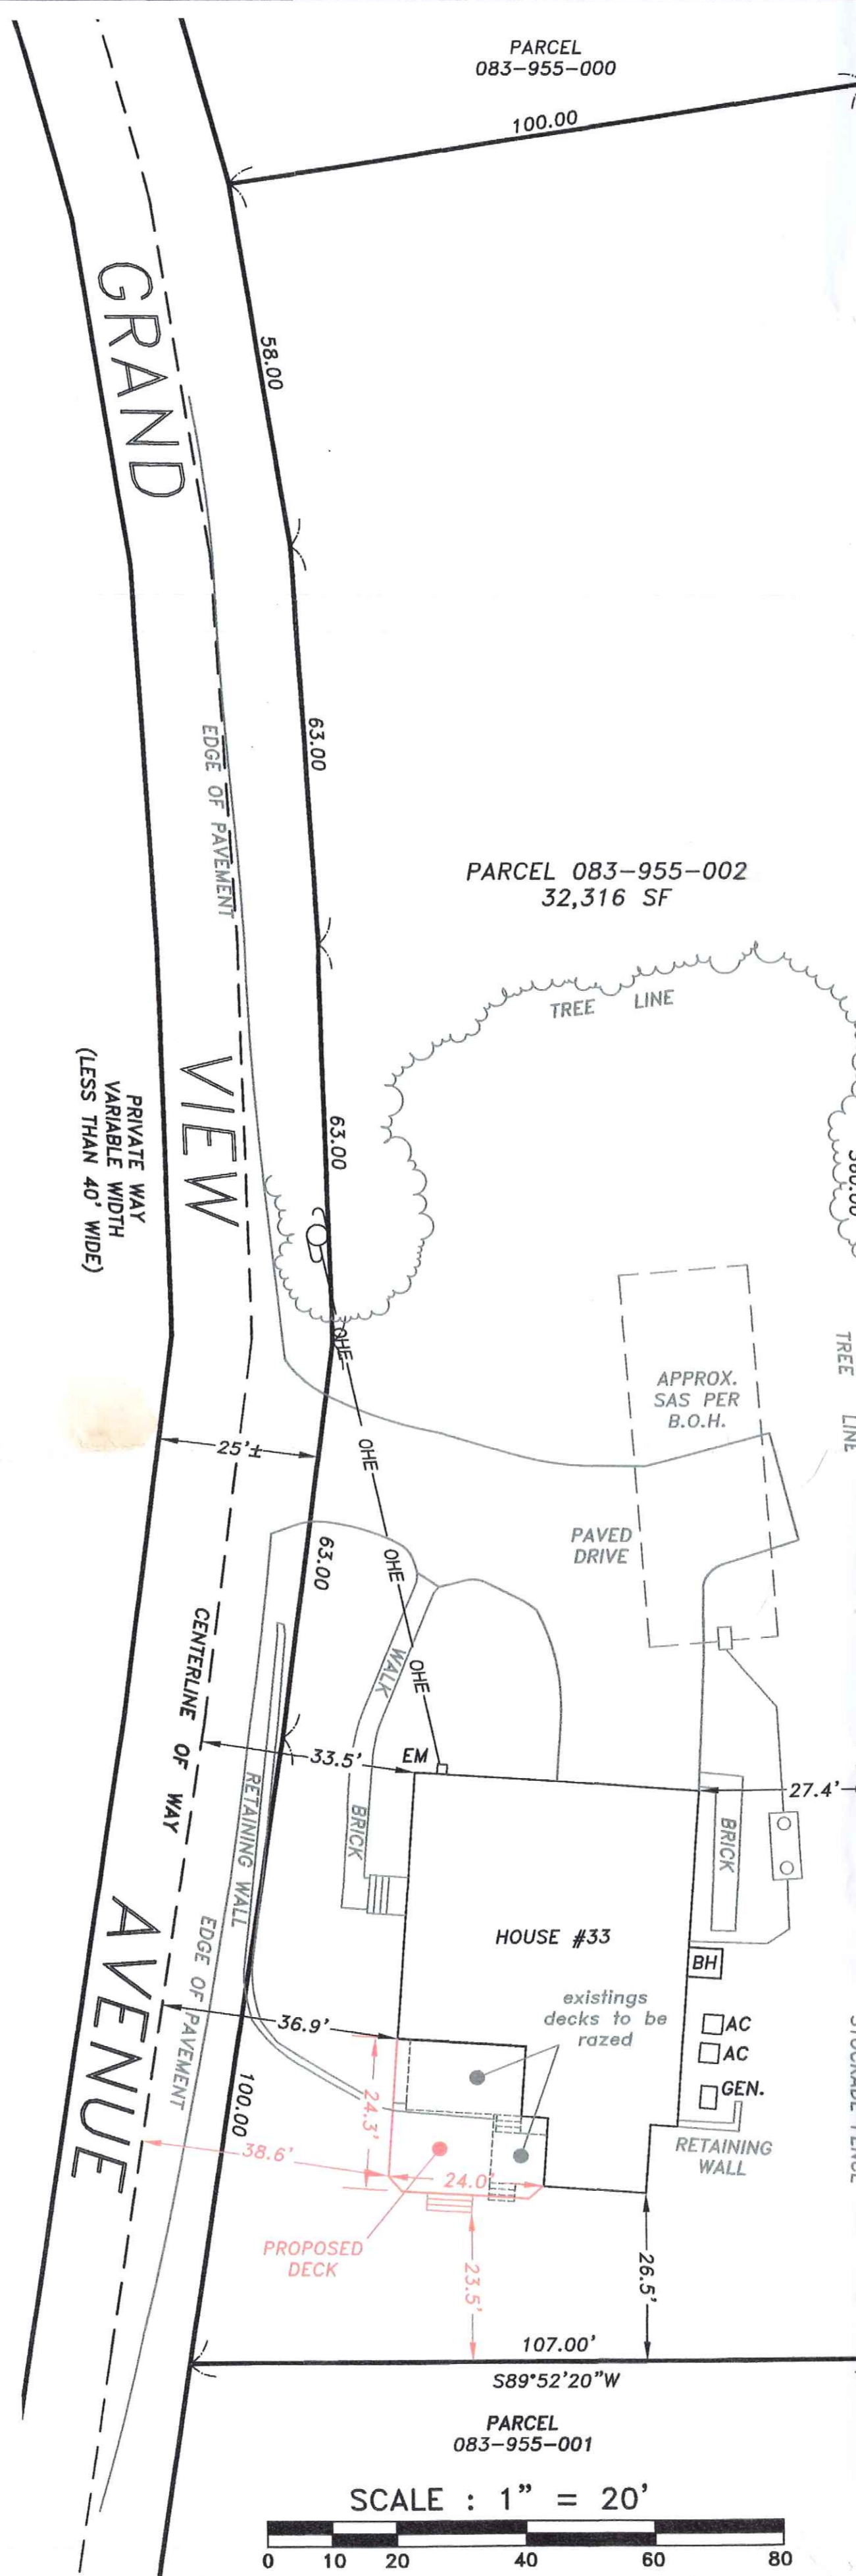 PARCEL
083-955-000
100.00
GRAND
58.00
63.00
EDGE OF PAVEMENT
PARCEL 083-955-002
32,316 SF
TREE LINE
VIEW
PRIVATE WAY
VARIABLE WIDTH
(LESS THAN 40' WIDE)
63.00
TREE LINE
OHE
APPROX.
SAS PER
B.O.H.
25'±
OHE
PAVED
DRIVE
63.00
OHE
CENTERLINE OF WAY
WALK
OHE
33.5'
EM
27.4'
RETAINING WALL
BRICK
BRICK
HOUSE #33
BH
AVENUE
EDGE OF PAVEMENT
existings
decks to be
razed
36.9'
AC
AC
GEN.
100.00
24.3'
RETAINING
WALL
38.6'
24.0'
PROPOSED
DECK
23.5'
26.5'
107.00'
S89°52'20"W
PARCEL
083-955-001
SCALE : 1" = 20'
0 10 20 40 60 80